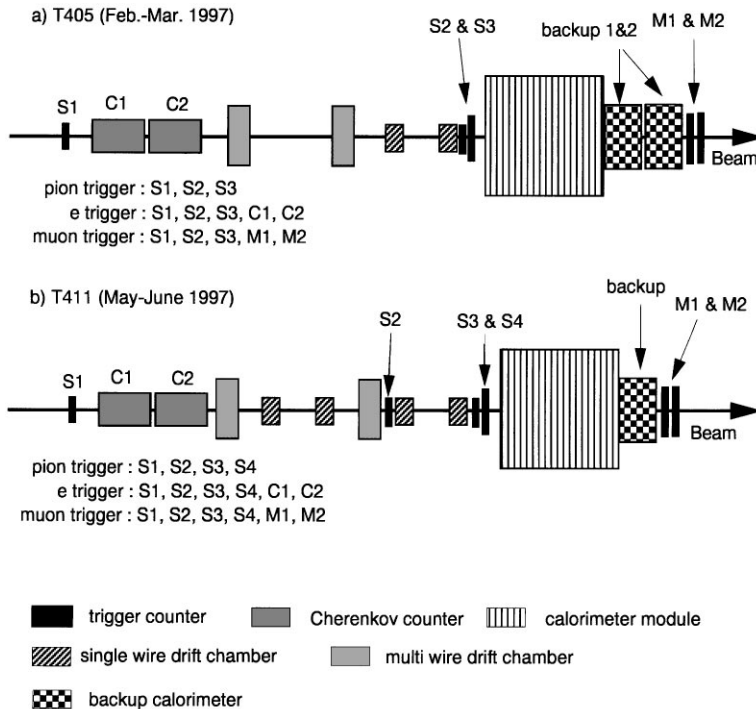 a) T405 (Feb.-Mar. 1997)
S2 & S3
backup 1&2
M1 & M2
S1
C1
C2
Beam
pion trigger : S1, S2, S3
e trigger : S1, S2, S3, C1, C2
muon trigger : S1, S2, S3, M1, M2
b) T411 (May-June 1997)
S2
S3 & S4
backup
M1 & M2
S1
C1
C2
Beam
pion trigger : S1, S2, S3, S4
e trigger : S1, S2, S3, S4, C1, C2
muon trigger : S1, S2, S3, S4, M1, M2
trigger counter
Cherenkov counter
calorimeter module
single wire drift chamber
multi wire drift chamber
backup calorimeter